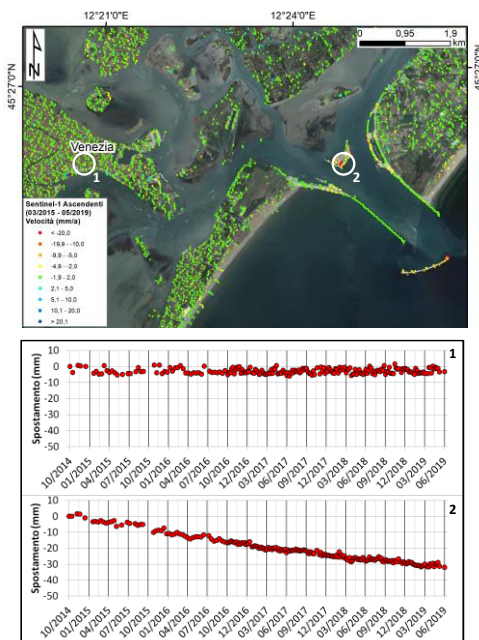 12°21'0"E
12°24'0"E
N
0 0,95 1,9
km
45°27'0"N
45°27'0"N
Venezia
1
2
Sentinel-1 Ascendenti
(03/2015 - 05/2019)
Velocità (mm/a)
< -20,0
-19,9 - -10,0
-9,9 - -5,0
-4,9 - -2,0
-1,9 - 2,0
2,1 - 5,0
5,1 - 10,0
10,1 - 20,0
> 20,1
1
Spostamento (mm)
10
0
-10
-20
-30
-40
-50
10/2014 01/2015 04/2015 07/2015 10/2015 01/2016 04/2016 07/2016 10/2016 12/2016 03/2017 06/2017 09/2017 12/2017 03/2018 06/2018 09/2018 12/2018 03/2019 06/2019
2
Spostamento (mm)
10
0
-10
-20
-30
-40
-50
10/2014 01/2015 04/2015 07/2015 10/2015 01/2016 04/2016 07/2016 10/2016 12/2016 03/2017 06/2017 09/2017 12/2017 03/2018 06/2018 09/2018 12/2018 03/2019 06/2019